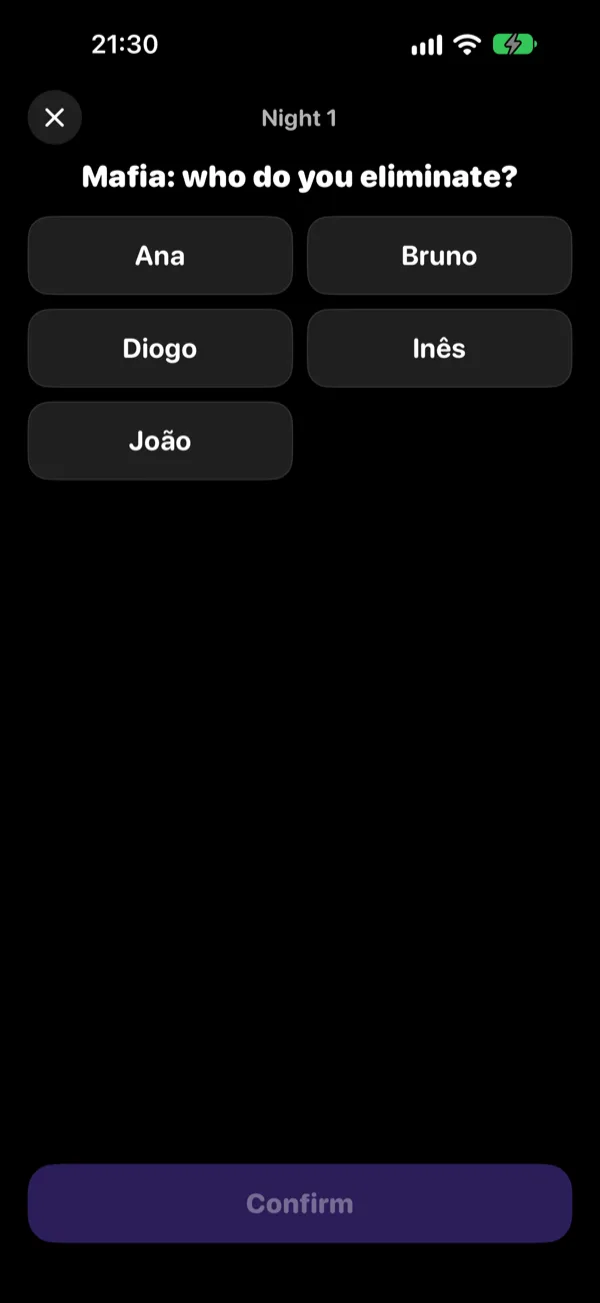 21:30
Night 1
Mafia: who do you eliminate?
Ana
Bruno
Diogo
Inês
João
Confirm